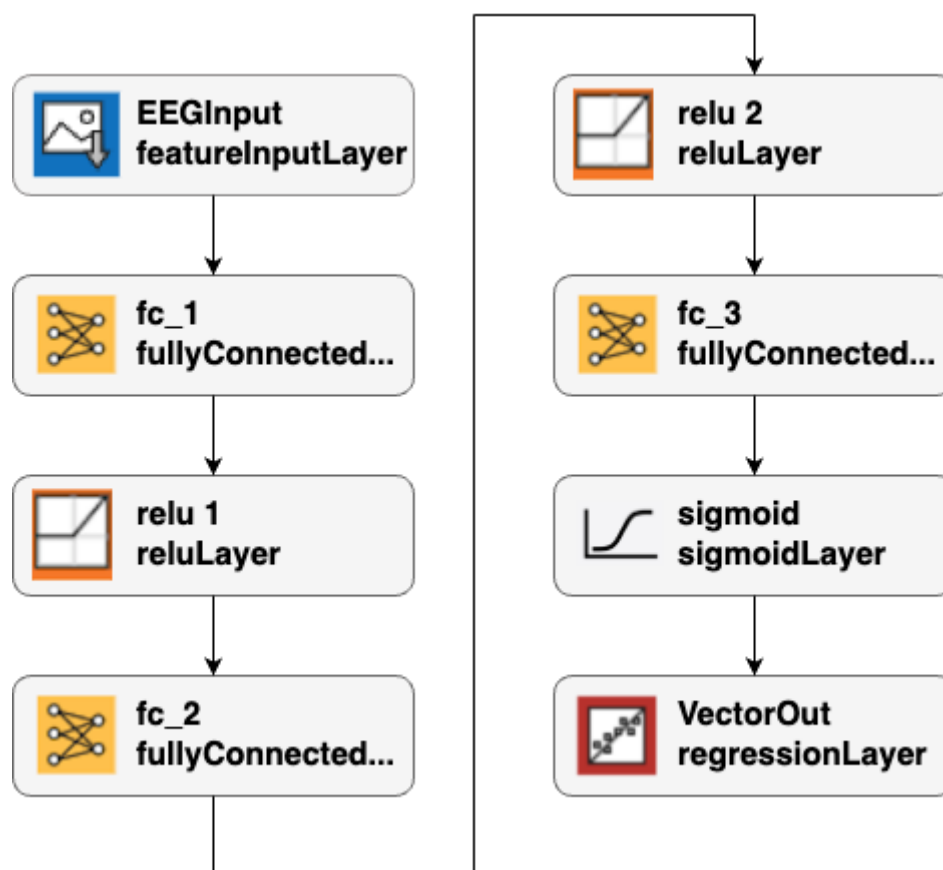 EEGInput
featureInputLayer
fc_1
fullyConnected...
relu 1
reluLayer
fc_2
fullyConnected...
relu 2
reluLayer
fc_3
fullyConnected...
sigmoid
sigmoidLayer
VectorOut
regressionLayer